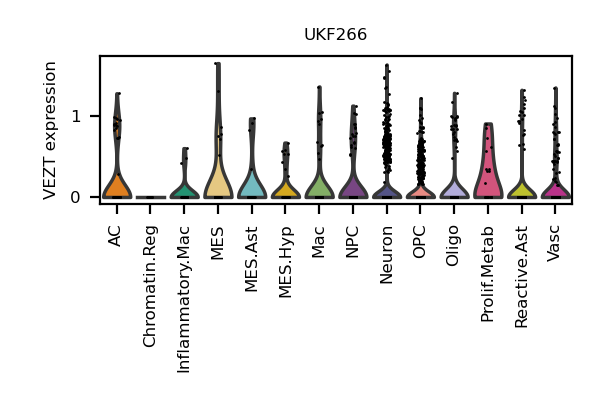 UKF266
VEZT expression
1
0
AC
Chromatin.Reg
Inflammatory.Mac
MES
MES.Ast
MES.Hyp
Mac
NPC
Neuron
OPC
Oligo
Prolif.Metab
Reactive.Ast
Vasc